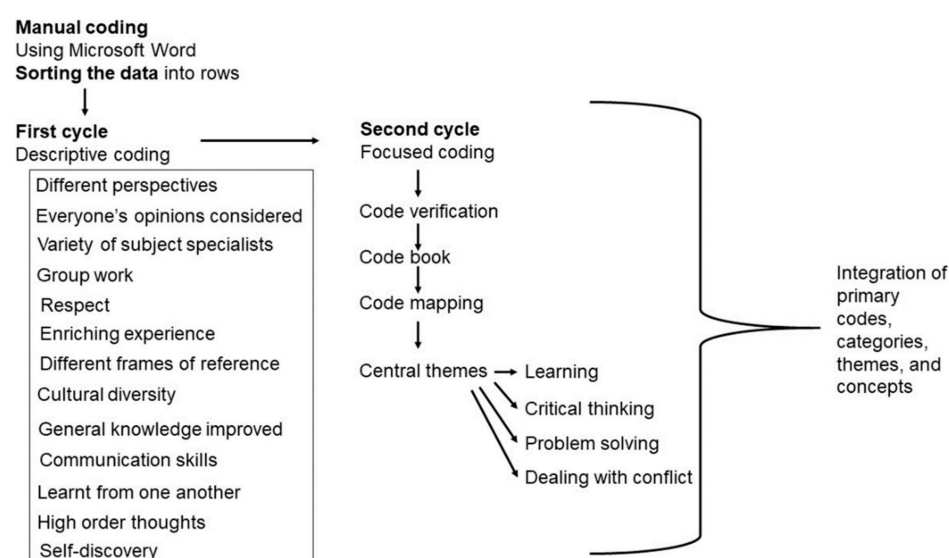 Manual coding
Using Microsoft Word
Sorting the data into rows
First cycle
Descriptive coding
Different perspectives
Everyone’s opinions considered
Variety of subject specialists
Group work
Respect
Enriching experience
Different frames of reference
Cultural diversity
General knowledge improved
Communication skills
Learnt from one another
High order thoughts
Self-discovery
Second cycle
Focused coding
Code verification
Code book
Code mapping
Central themes
Learning
Critical thinking
Problem solving
Dealing with conflict
Integration of
primary
codes,
categories,
themes, and
concepts